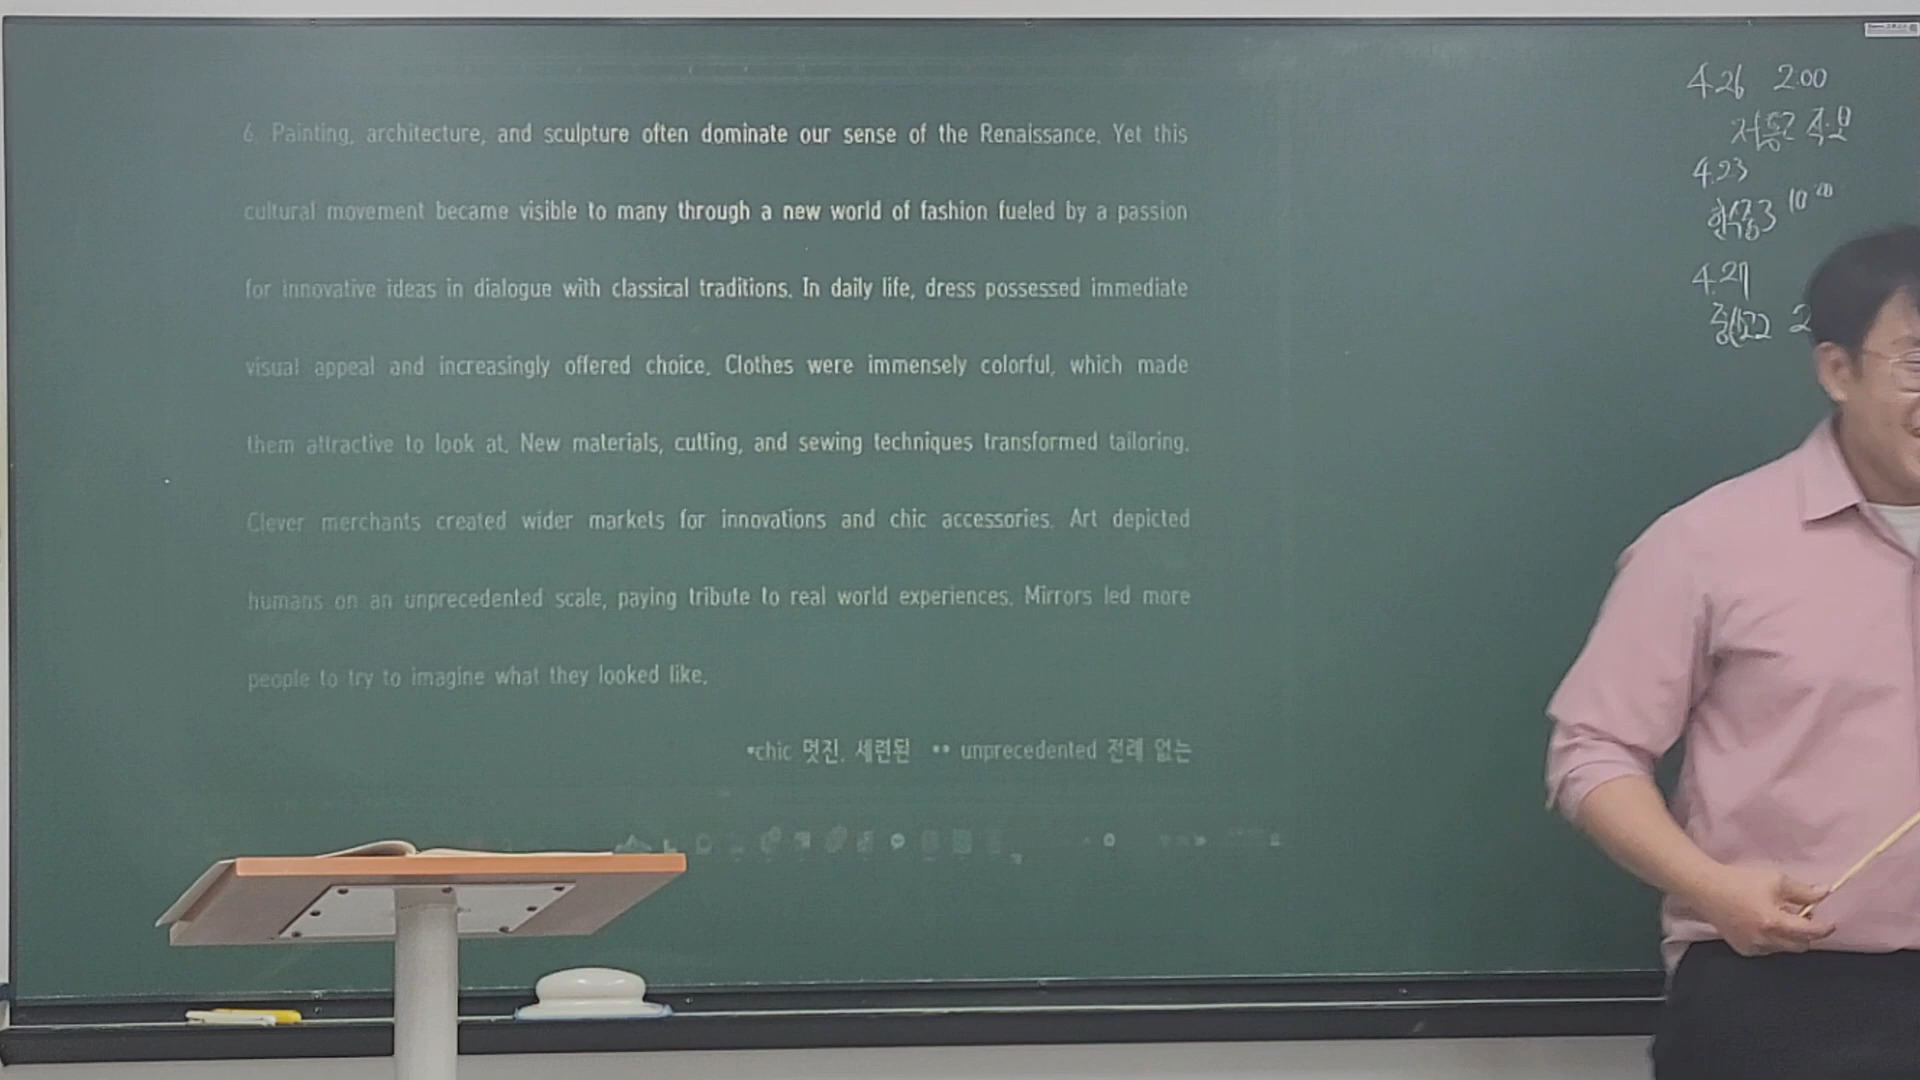 6. Painting, architecture, and sculpture often dominate our sense of the Renaissance. Yet this
cultural movement became visible to many through a new world of fashion fueled by a passion
for innovative ideas in dialogue with classical traditions. In daily life, dress possessed immediate
visual appeal and increasingly offered choice. Clothes were immensely colorful, which made
them attractive to look at. New materials, cutting, and sewing techniques transformed tailoring.
Clever merchants created wider markets for innovations and chic accessories. Art depicted
humans on an unprecedented scale, paying tribute to real world experiences. Mirrors led more
people to try to imagine what they looked like.
*chic 멋진, 세련된 ** unprecedented 전례 없는
4.26 2:00
4.23
10 20
4.27
2